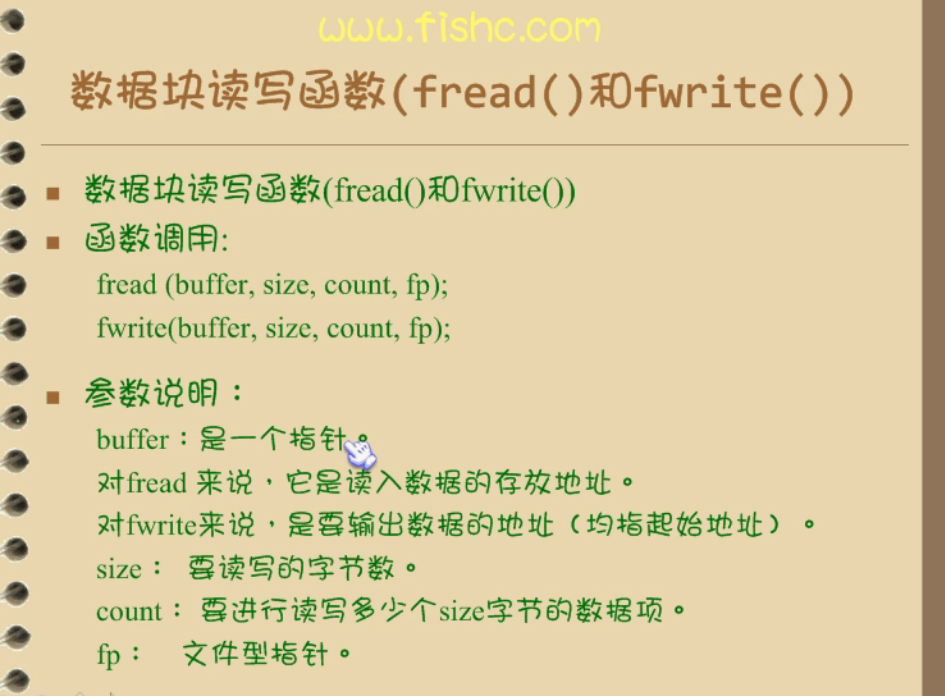 www.fishc.com
数据块读写函数(fread()和fwrite())
数据块读写函数(fread()和fwrite())
函数调用:
fread (buffer, size, count, fp);
fwrite(buffer, size, count, fp);
参数说明：
buffer：是一个指针。
对fread 来说，它是读入数据的存放地址。
对fwrite来说，是要输出数据的地址（均指起始地址）。
size： 要读写的字节数。
count： 要进行读写多少个size字节的数据项。
fp： 文件型指针。